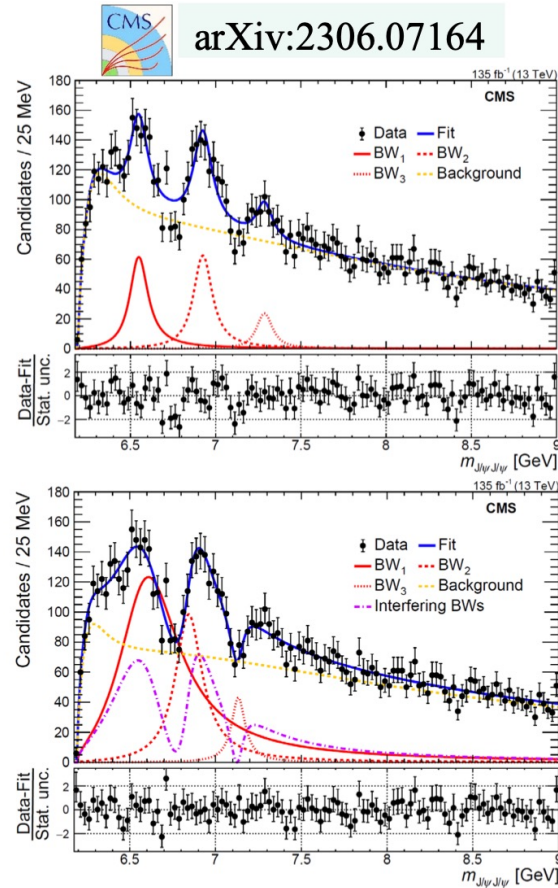 CMS
arXiv:2306.07164
135 fb⁻¹ (13 TeV)
180
160
140
120
100
80
60
40
20
0
Candidates / 25 MeV
CMS
Data
Fit
BW₁
BW₂
BW₃
Background
2
0
−2
Data-Fit
Stat. unc.
6.5
7
7.5
8
8.5
9
m_J/ψJ/ψ [GeV]
135 fb⁻¹ (13 TeV)
180
160
140
120
100
80
60
40
20
0
Candidates / 25 MeV
CMS
Data
Fit
BW₁
BW₂
BW₃
Background
Interfering BWs
2
0
−2
Data-Fit
Stat. unc.
6.5
7
7.5
8
8.5
9
m_J/ψJ/ψ [GeV]